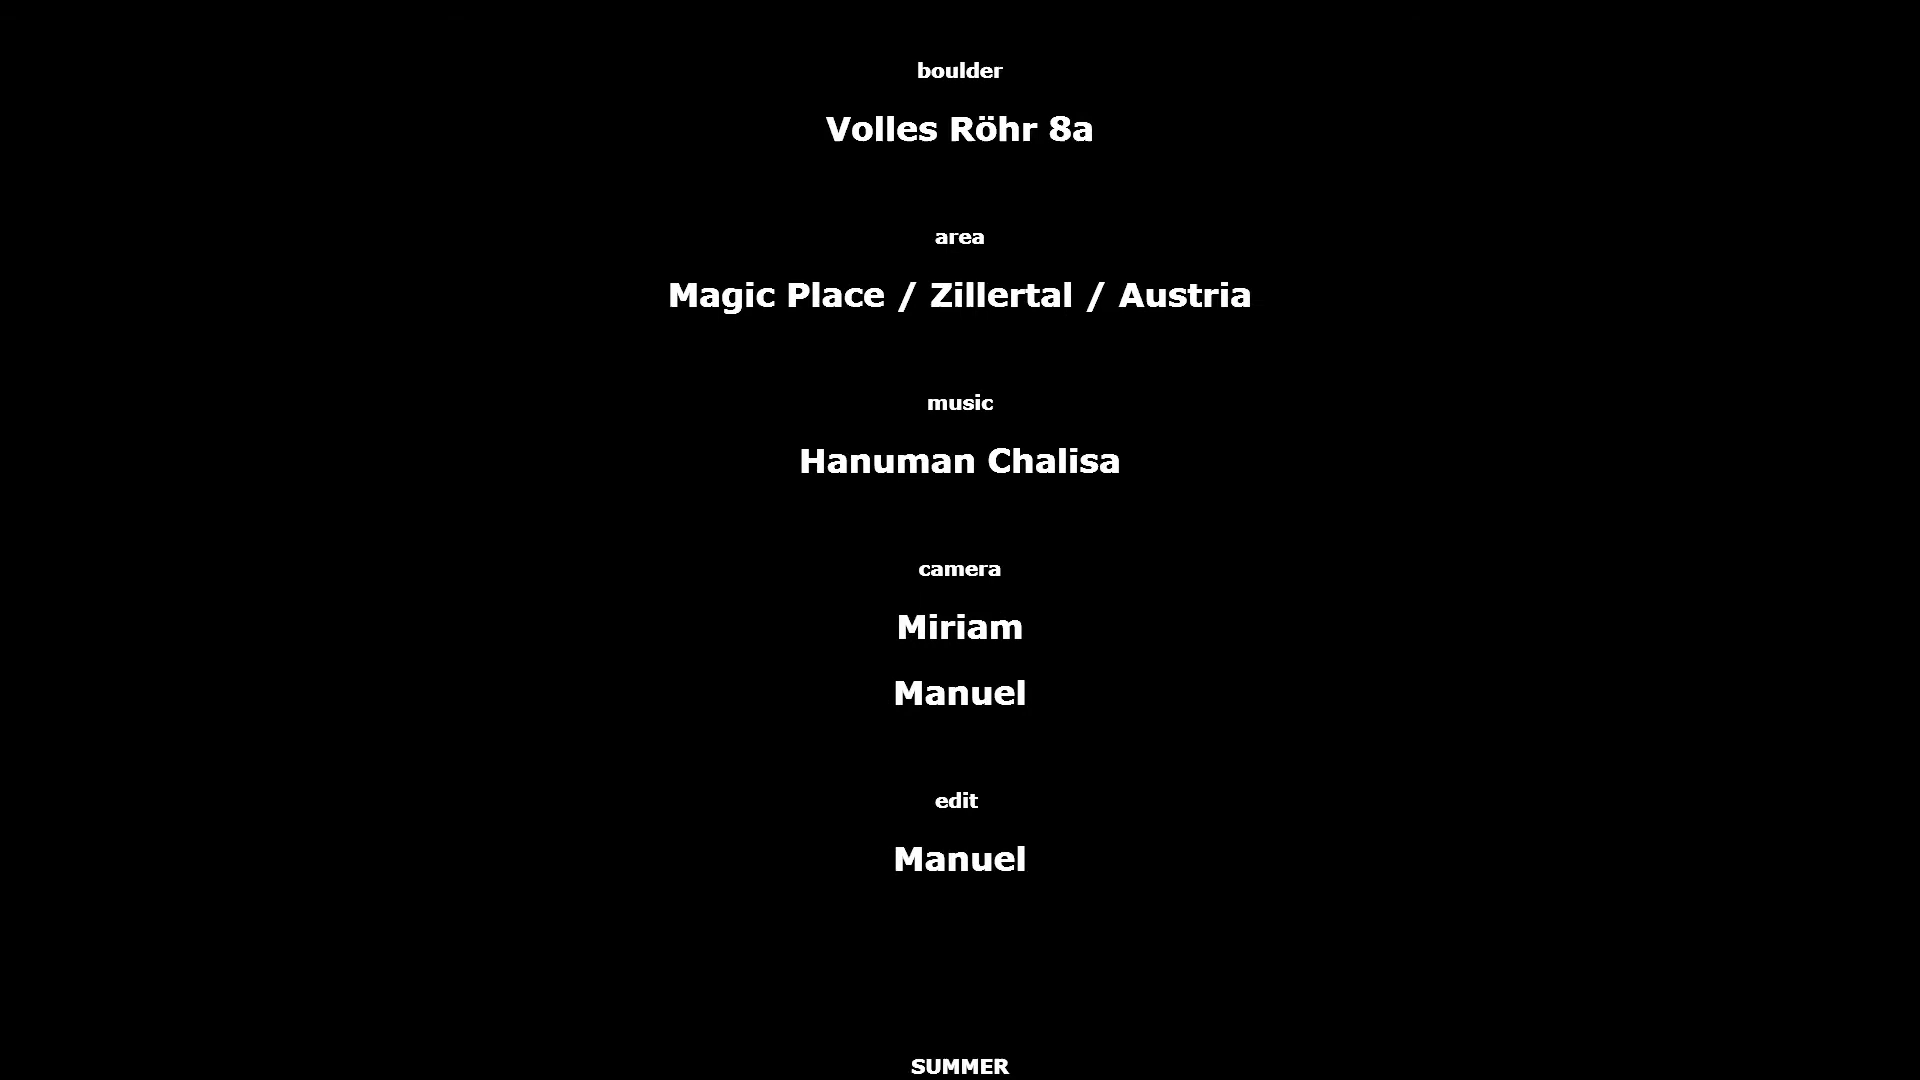 boulder
Volles Röhr 8a
area
Magic Place / Zillertal / Austria
music
Hanuman Chalisa
camera
Miriam
Manuel
edit
Manuel
SUMMER